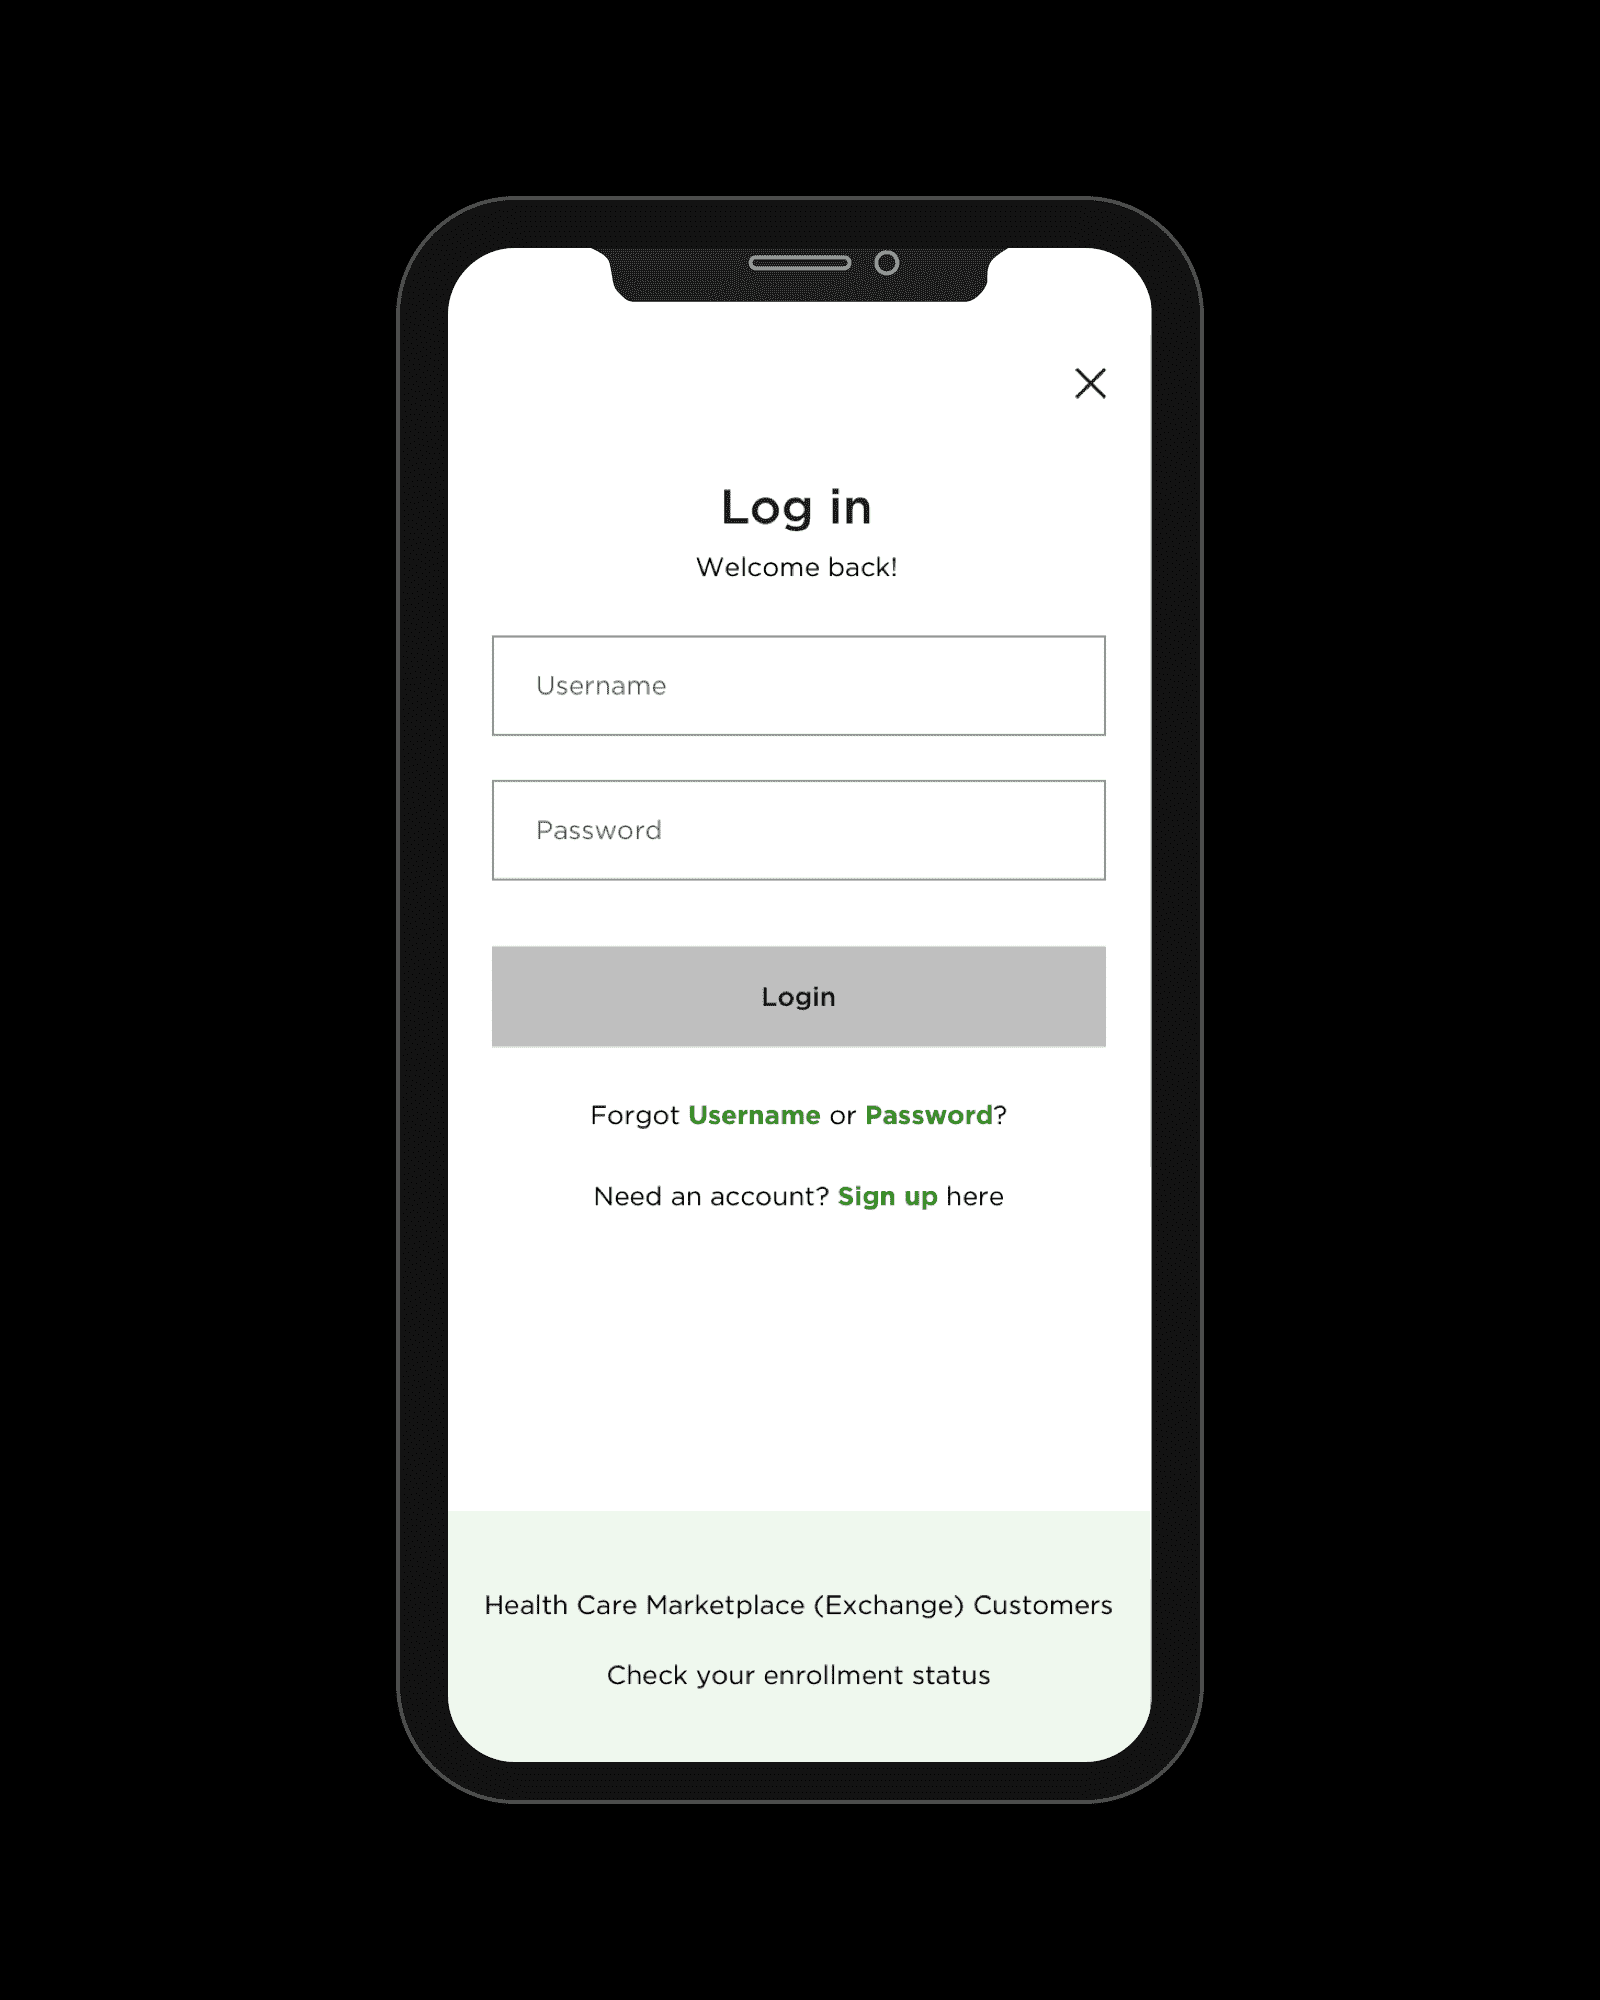 Log in
Welcome back!
Username
Password
Login
Forgot Username or Password?
Need an account? Sign up here
Health Care Marketplace (Exchange) Customers
Check your enrollment status